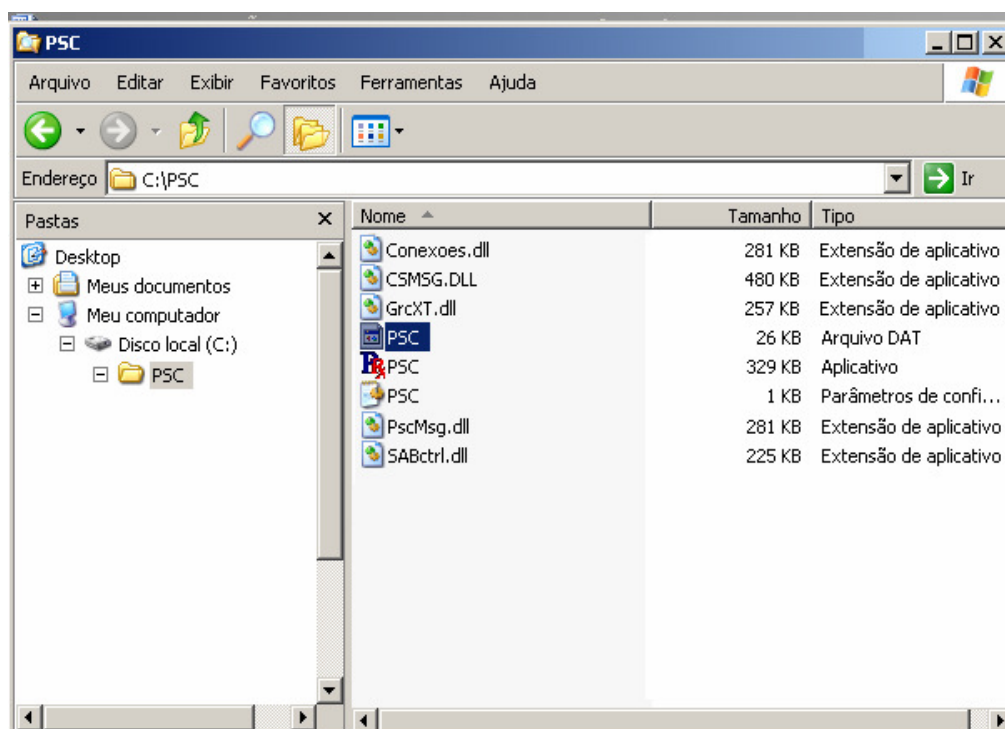 PSC
Arquivo Editar Exibir Favoritos Ferramentas Ajuda
Endereço C:\PSC Ir
Pastas
Desktop
Meus documentos
Meu computador
Disco local (C:)
PSC
Nome Tamanho Tipo
Conexoes.dll 281 KB Extensão de aplicativo
CSMSG.DLL 480 KB Extensão de aplicativo
GrcXT.dll 257 KB Extensão de aplicativo
PSC 26 KB Arquivo DAT
PSC 329 KB Aplicativo
PSC 1 KB Parâmetros de confi...
PscMsg.dll 281 KB Extensão de aplicativo
SABctrl.dll 225 KB Extensão de aplicativo